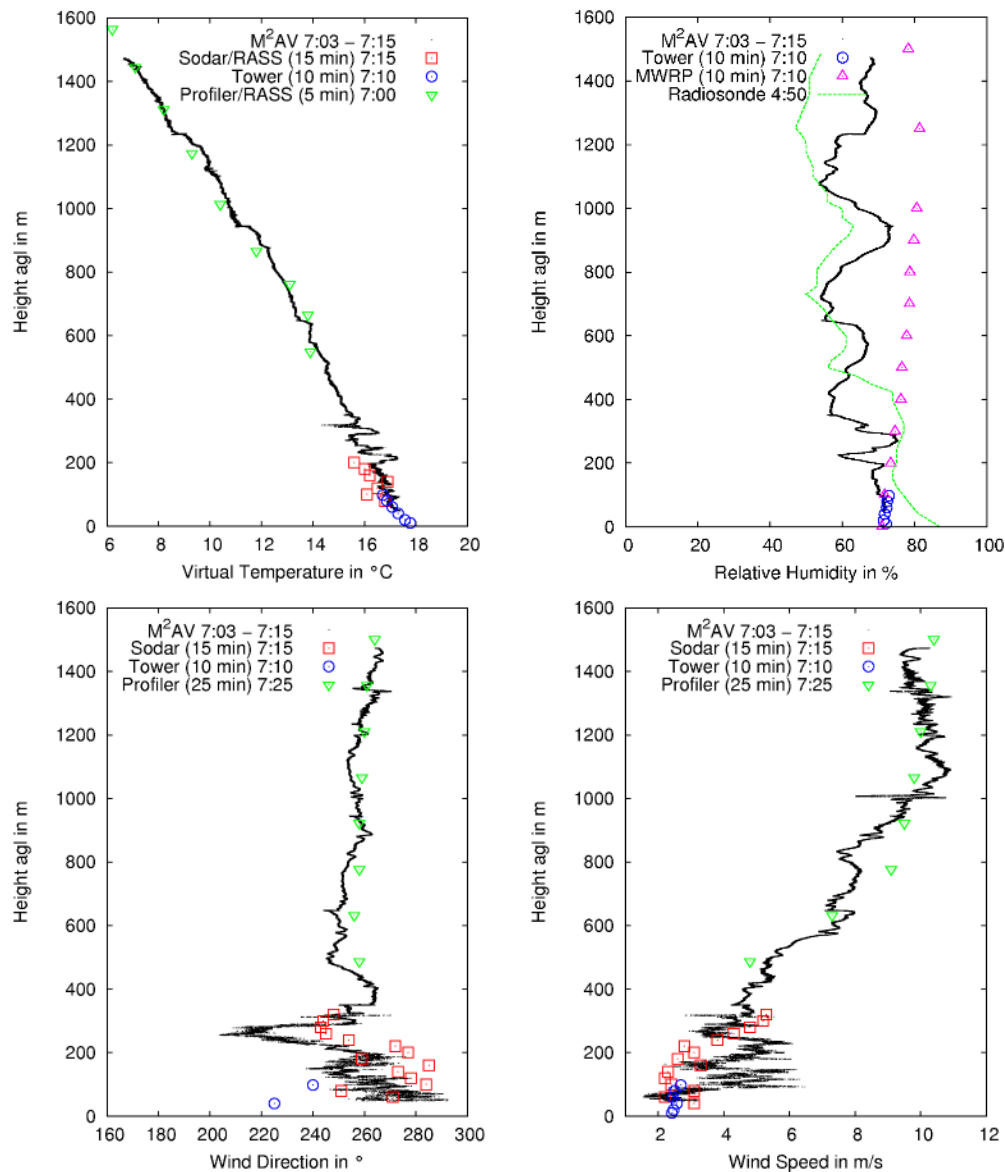 1600
1400
1200
1000
800
600
400
200
0
Height agl in m
M2AV 7:03 – 7:15
Sodar/RASS (15 min) 7:15
Tower (10 min) 7:10
Profiler/RASS (5 min) 7:00
6 8 10 12 14 16 18 20
Virtual Temperature in °C
1600
1400
1200
1000
800
600
400
200
0
Height agl in m
M2AV 7:03 – 7:15
Tower (10 min) 7:10
MWRP (10 min) 7:10
Radiosonde 4:50
0 20 40 60 80 100
Relative Humidity in %
1600
1400
1200
1000
800
600
400
200
0
Height agl in m
M2AV 7:03 – 7:15
Sodar (15 min) 7:15
Tower (10 min) 7:10
Profiler (25 min) 7:25
180 200 220 240 260 280 300
Wind Direction in °
1600
1400
1200
1000
800
600
400
200
0
Height agl in m
M2AV 7:03 – 7:15
Sodar (15 min) 7:15
Tower (10 min) 7:10
Profiler (25 min) 7:25
2 4 6 8 10 12
Wind Speed in m/s